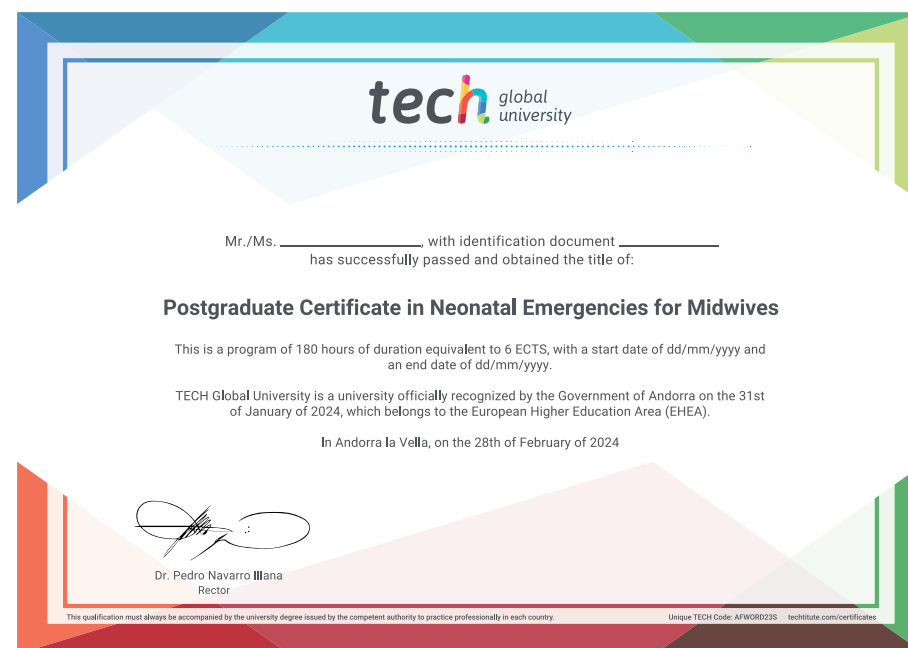 tech global
university
Mr./Ms. ____________, with identification document ____________
has successfully passed and obtained the title of:
Postgraduate Certificate in Neonatal Emergencies for Midwives
This is a program of 180 hours of duration equivalent to 6 ECTS, with a start date of dd/mm/yyyy and
an end date of dd/mm/yyyy.
TECH Global University is a university officially recognized by the Government of Andorra on the 31st
of January of 2024, which belongs to the European Higher Education Area (EHEA).
In Andorra la Vella, on the 28th of February of 2024
Dr. Pedro Navarro Illana
Rector
This qualification must always be accompanied by the university degree issued by the competent authority to practice professionally in each country.
Unique TECH Code: AFWORD23S techtitute.com/certificates